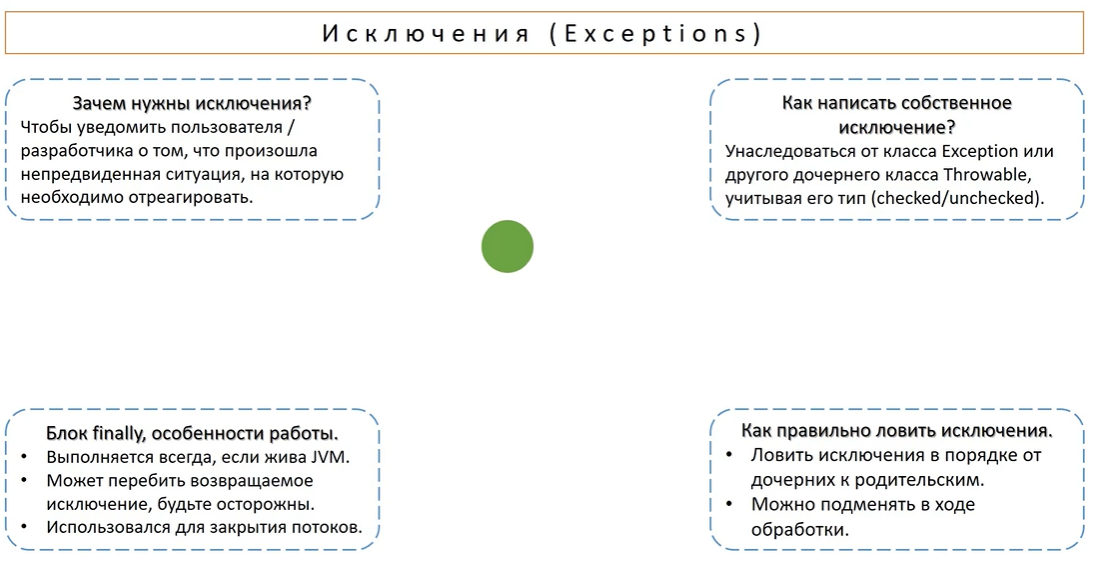 Исключения (Exceptions)
Зачем нужны исключения?
Чтобы уведомить пользователя /
разработчика о том, что произошла
непредвиденная ситуация, на которую
необходимо отреагировать.
Как написать собственное
исключение?
Унаследоваться от класса Exception или
другого дочернего класса Throwable,
учитывая его тип (checked/unchecked).
Блок finally, особенности работы.
• Выполняется всегда, если жива JVM.
• Может перебить возвращаемое
исключение, будьте осторожны.
• Использовался для закрытия потоков.
Как правильно ловить исключения.
• Ловить исключения в порядке от
дочерних к родительским.
• Можно подменять в ходе
обработки.